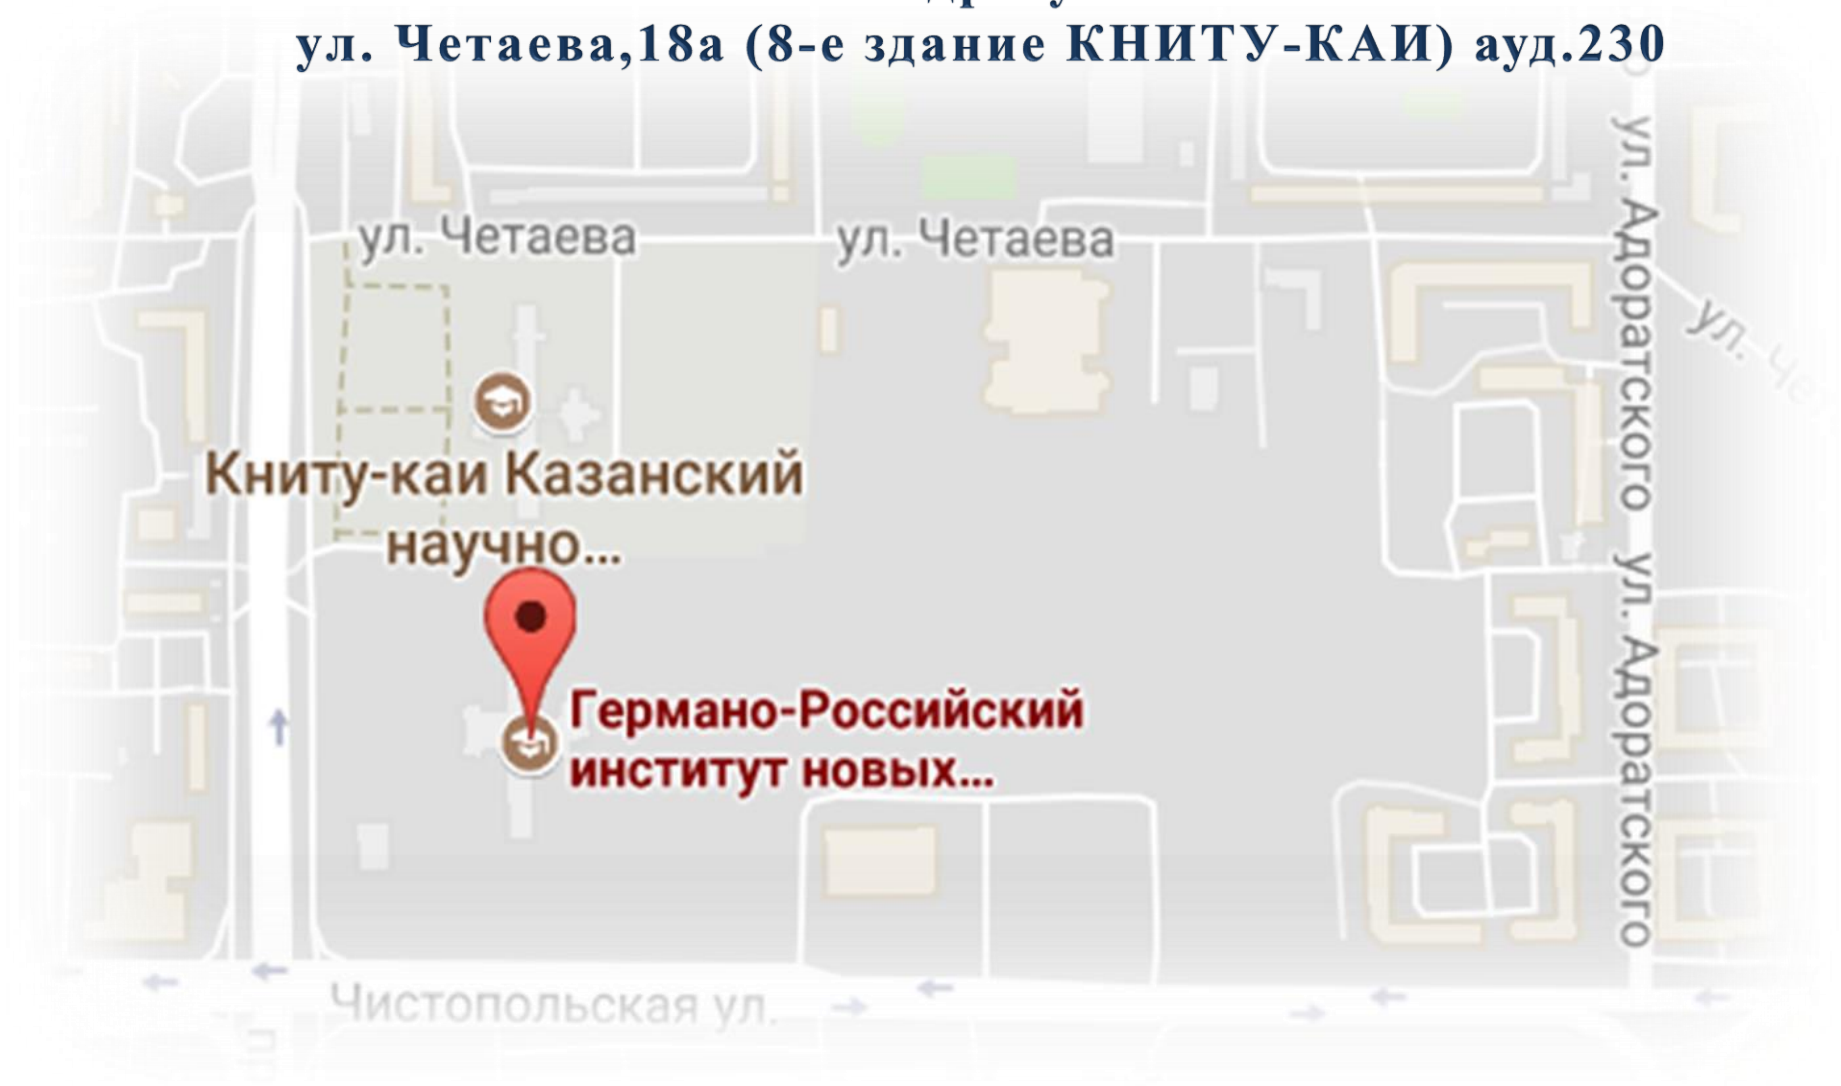 ул. Четаева,18а (8-е здание КНИТУ-КАИ) ауд.230
ул. Адоратского
ул. Четаева
ул. Четаева
ул.
Книту-каи Казанский
научно...
ул. Адоратского
Германо-Российский
институт новых...
Чистопольская ул.